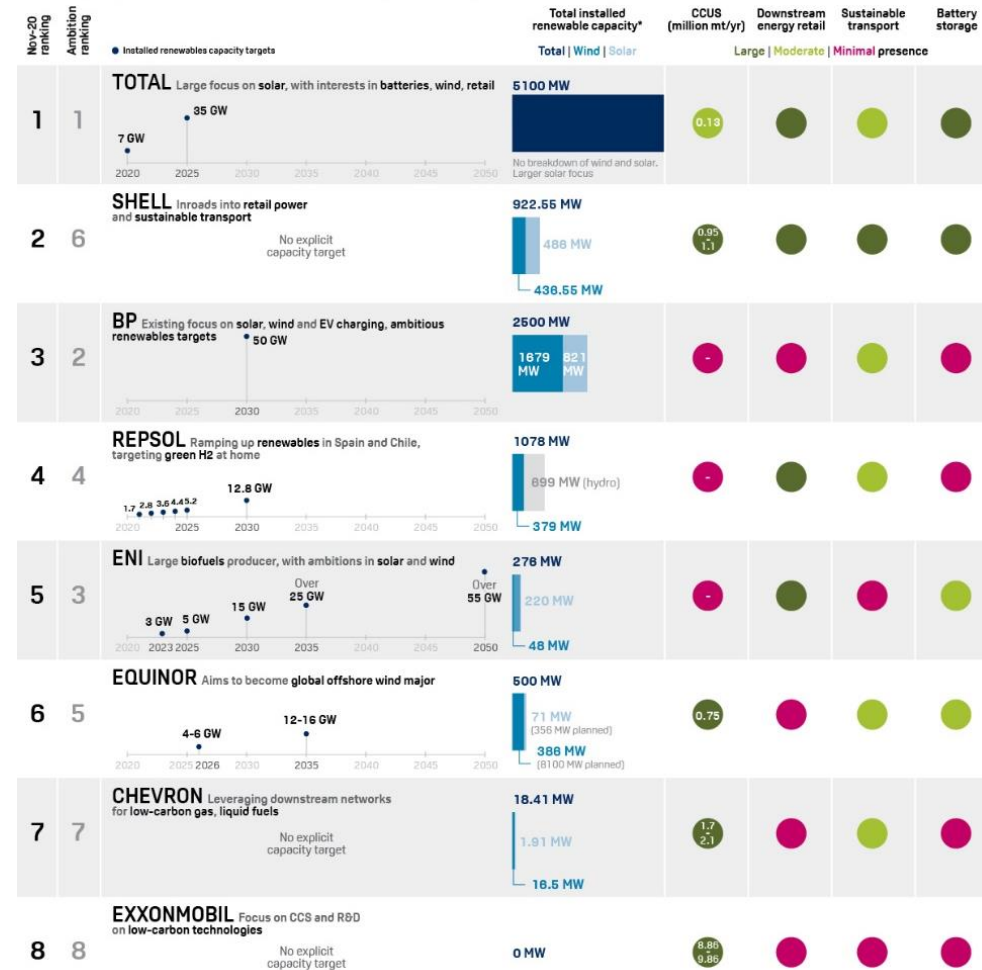 Nov-20 ranking
Ambition ranking
● Installed renewables capacity targets
Total installed renewable capacity*
Total | Wind | Solar
CCUS (million mt/yr)
Downstream energy retail
Sustainable transport
Battery storage
Large | Moderate | Minimal presence
1
1
TOTAL Large focus on solar, with interests in batteries, wind, retail
7 GW
35 GW
2020 2025 2030 2035 2040 2045 2050
5100 MW
No breakdown of wind and solar.
Larger solar focus
0.13
2
6
SHELL Inroads into retail power
and sustainable transport
No explicit
capacity target
922.55 MW
486 MW
436.55 MW
0.95
-
1.1
3
2
BP Existing focus on solar, wind and EV charging, ambitious
renewables targets
50 GW
2020 2025 2030 2035 2040 2045 2050
2500 MW
1679 MW
821 MW
-
4
4
REPSOL Ramping up renewables in Spain and Chile,
targeting green H2 at home
1.7 2.8 3.6 4.4 5.2
12.8 GW
2020 2025 2030 2035 2040 2045 2050
1078 MW
699 MW (hydro)
379 MW
-
5
3
ENI Large biofuels producer, with ambitions in solar and wind
3 GW 5 GW
15 GW
Over
25 GW
Over
55 GW
2020 2023 2025 2030 2035 2040 2045 2050
276 MW
220 MW
48 MW
-
6
5
EQUINOR Aims to become global offshore wind major
4-6 GW
12-16 GW
2020 2025 2026 2030 2035 2040 2045 2050
500 MW
71 MW
(356 MW planned)
386 MW
(8100 MW planned)
0.75
7
7
CHEVRON Leveraging downstream networks
for low-carbon gas, liquid fuels
No explicit
capacity target
18.41 MW
1.91 MW
16.5 MW
1.7
-
2.1
8
8
EXXONMOBIL Focus on CCS and R&D
on low-carbon technologies
No explicit
capacity target
0 MW
8.86
-
9.86